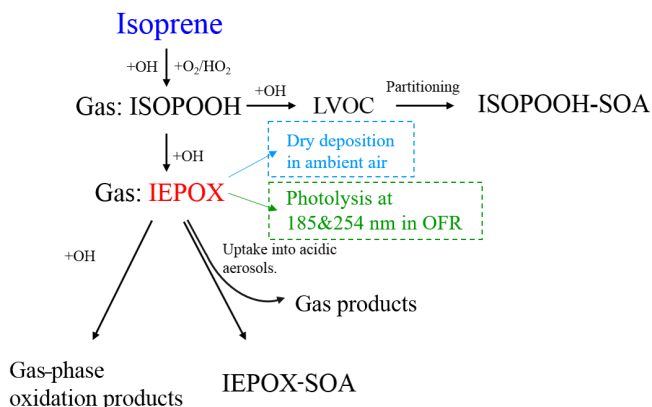 Isoprene
+OH +O₂/HO₂
Gas: ISOPOOH +OH LVOC Partitioning ISOPOOH-SOA
+OH
Dry deposition
in ambient air
Gas: IEPOX
Photolysis at
185&254 nm in OFR
+OH
Uptake into acidic
aerosols.
Gas products
Gas-phase
oxidation products
IEPOX-SOA